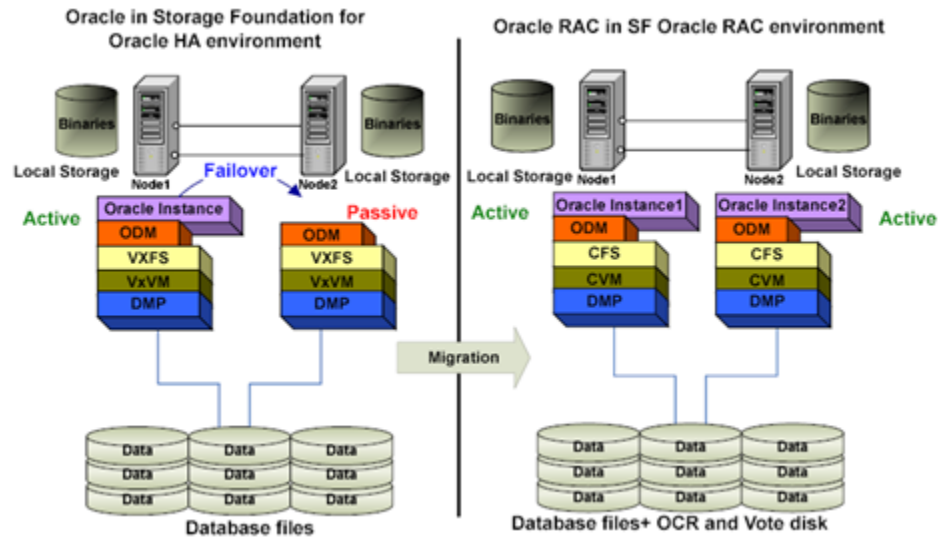 Oracle in Storage Foundation for
Oracle HA environment
Binaries
Binaries
Local Storage
Node1
Failover
Node2
Local Storage
Active
Oracle Instance
Passive
ODM
ODM
VXFS
VXFS
VxVM
VxVM
DMP
DMP
Data
Data
Data
Data
Data
Data
Data
Data
Data
Database files
Migration
Oracle RAC in SF Oracle RAC environment
Binaries
Binaries
Local Storage
Node1
Node2
Local Storage
Active
Oracle Instance1
Oracle Instance2
Active
ODM
ODM
CFS
CFS
CVM
CVM
DMP
DMP
Data
Data
Data
Data
Data
Data
Data
Data
Data
Database files+ OCR and Vote disk